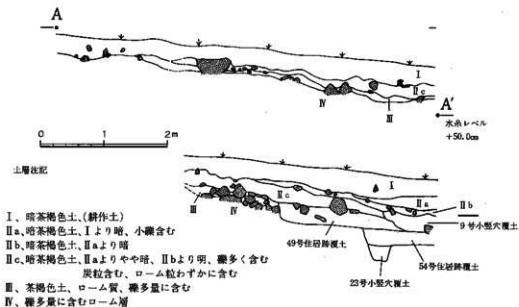 A
I
II c
A'
III
IV
水糸レベル
+50.0cm
0 1 2m
土層注記
I
II c
II a
II b
III
IV
9号小竪穴覆土
49号住居跡覆土
54号住居跡覆土
23号小竪穴覆土
I、暗茶褐色土、(耕作土)
IIa、暗茶褐色土、Iより暗、小礫含む
IIb、暗茶褐色土、IIaより暗
IIc、暗茶褐色土、IIaよりやや暗、IIbより明、礫多く含む
炭粒含む、ローム粒わずかに含む
III、茶褐色土、ローム質、礫多量に含む
IV、礫多量に含むローム層